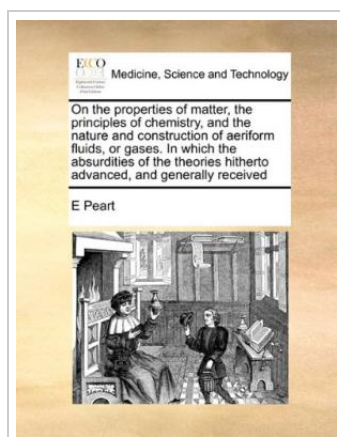 ECCO
Medicine, Science and Technology
On the properties of matter, the
principles of chemistry, and the
nature and construction of aeriform
fluids, or gases. In which the
absurdities of the theories hitherto
advanced, and generally received
E Peart